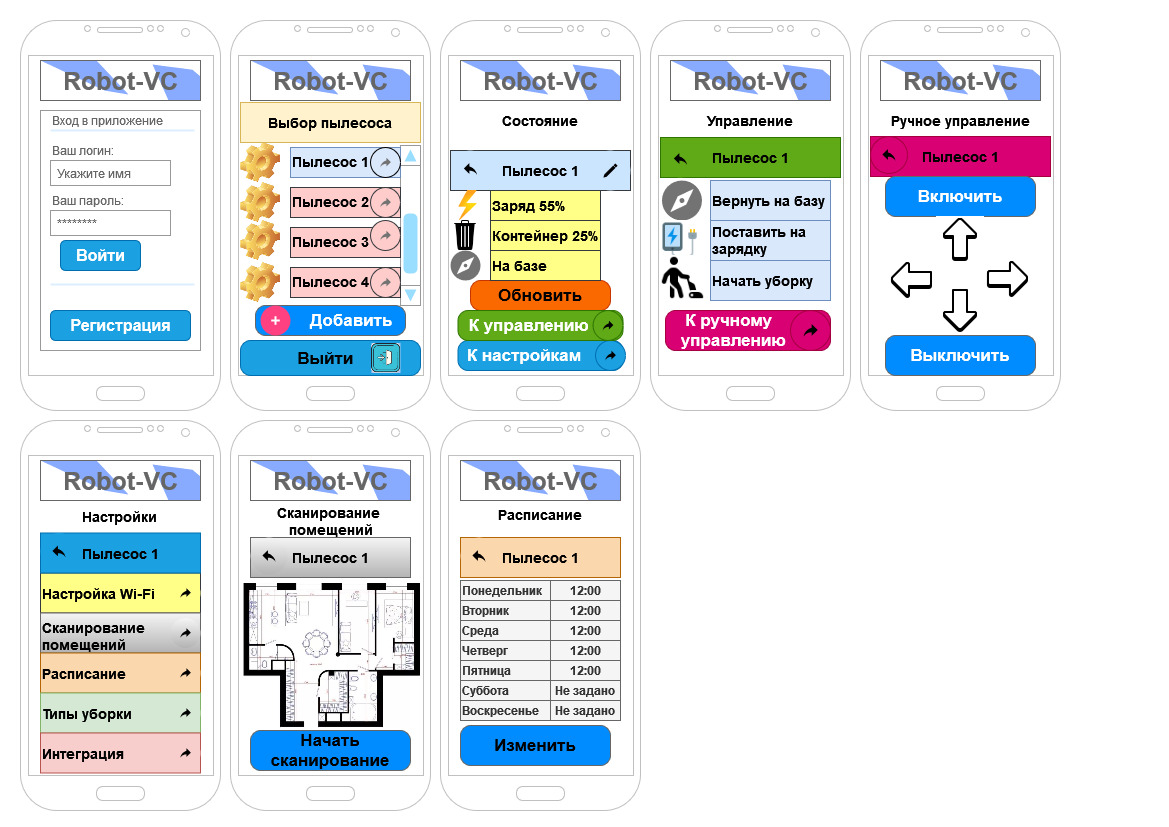 Robot-VC
Вход в приложение
Ваш логин:
Укажите имя
Ваш пароль:
********
Войти
Регистрация
Robot-VC
Выбор пылесоса
Пылесос 1
Пылесос 2
Пылесос 3
Пылесос 4
Добавить
Выйти
Robot-VC
Состояние
Пылесос 1
Заряд 55%
Контейнер 25%
На базе
Обновить
К управлению
К настройкам
Robot-VC
Управление
Пылесос 1
Вернуть на базу
Поставить на
зарядку
Начать уборку
К ручному
управлению
Robot-VC
Ручное управление
Пылесос 1
Включить
Выключить
Robot-VC
Настройки
Пылесос 1
Настройка Wi-Fi
Сканирование
помещений
Расписание
Типы уборки
Интеграция
Robot-VC
Сканирование
помещений
Пылесос 1
Начать
сканирование
Robot-VC
Расписание
Пылесос 1
Понедельник 12:00
Вторник 12:00
Среда 12:00
Четверг 12:00
Пятница 12:00
Суббота Не задано
Воскресенье Не задано
Изменить